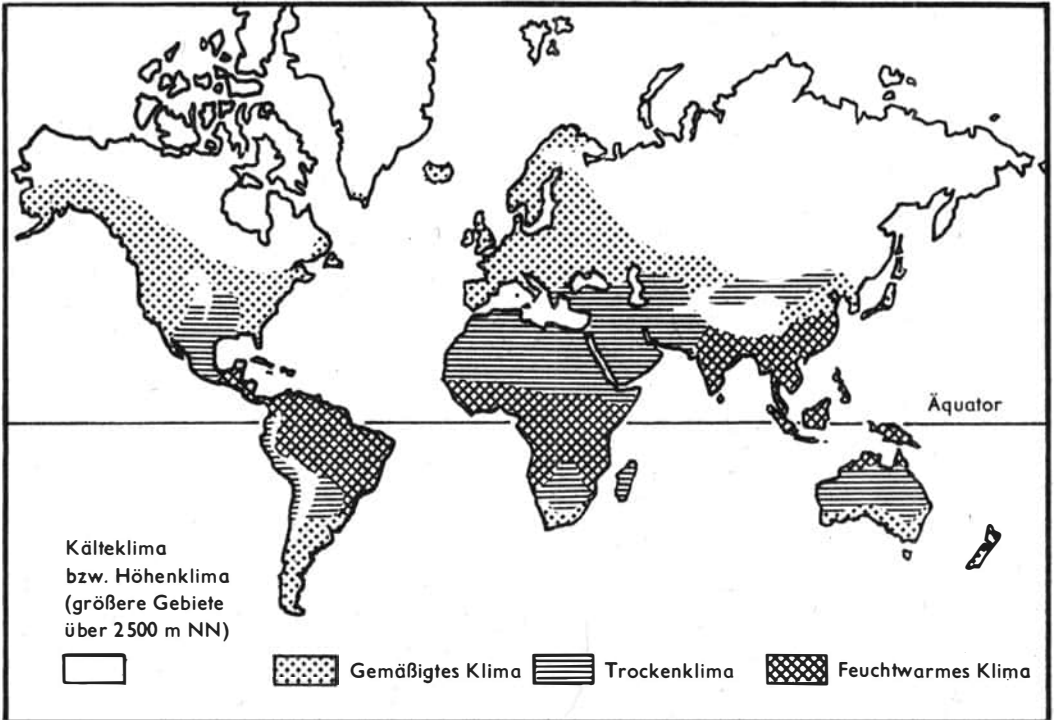 Äquator
Kälteklima
bzw. Höhenklima
(größere Gebiete
über 2500 m NN)
Gemäßigtes Klima
Trockenklima
Feuchtwarmes Klima